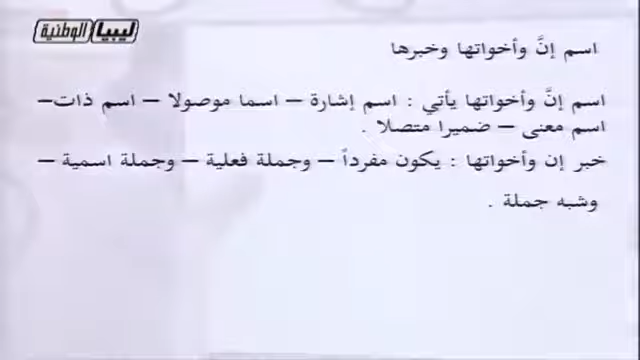 ليبيا الوطنية
اسم إنَّ وأخواتها وخبرها
اسم إنَّ وأخواتها يأتي : اسم إشارة – اسما موصولا – اسم ذات–
اسم معنى – ضميرا متصلا .
خبر إن وأخواتها : يكون مفرداً – وجملة فعلية – وجملة اسمية –
وشبه جملة .